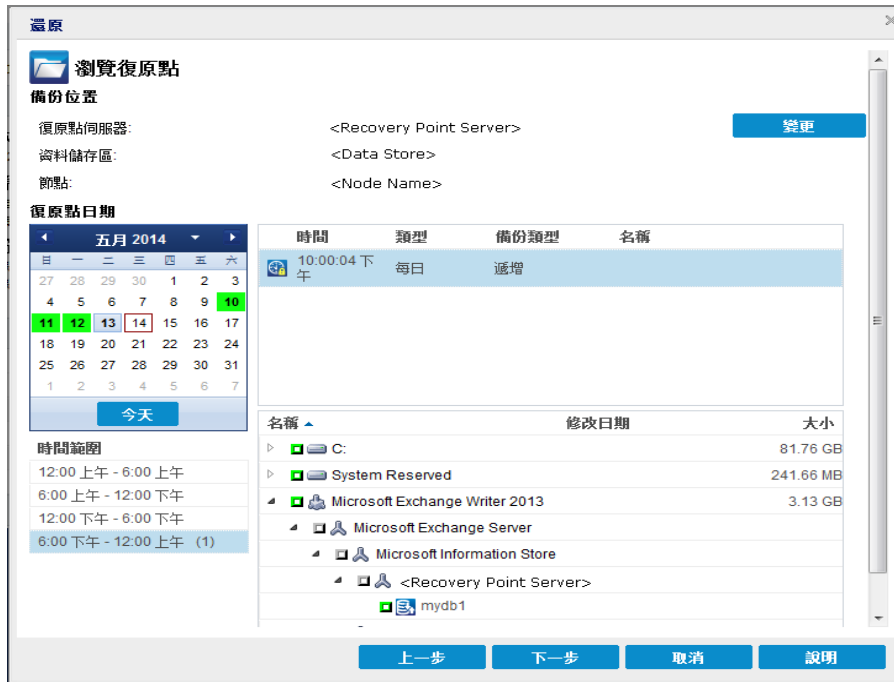 還原
瀏覽復原點
備份位置
復原點伺服器: <Recovery Point Server> 變更
資料儲存區: <Data Store>
節點: <Node Name>
復原點日期
五月 2014
日 一 二 三 四 五 六
27 28 29 30 1 2 3
4 5 6 7 8 9 10
11 12 13 14 15 16 17
18 19 20 21 22 23 24
25 26 27 28 29 30 31
1 2 3 4 5 6 7
今天
時間範圍
12:00 上午 - 6:00 上午
6:00 上午 - 12:00 下午
12:00 下午 - 6:00 下午
6:00 下午 - 12:00 上午 (1)
時間 類型 備份類型 名稱
10:00:04 下午 每日 遞增
名稱 修改日期 大小
C: 81.76 GB
System Reserved 241.66 MB
Microsoft Exchange Writer 2013 3.13 GB
Microsoft Exchange Server
Microsoft Information Store
<Recovery Point Server>
mydb1
上一步 下一步 取消 說明